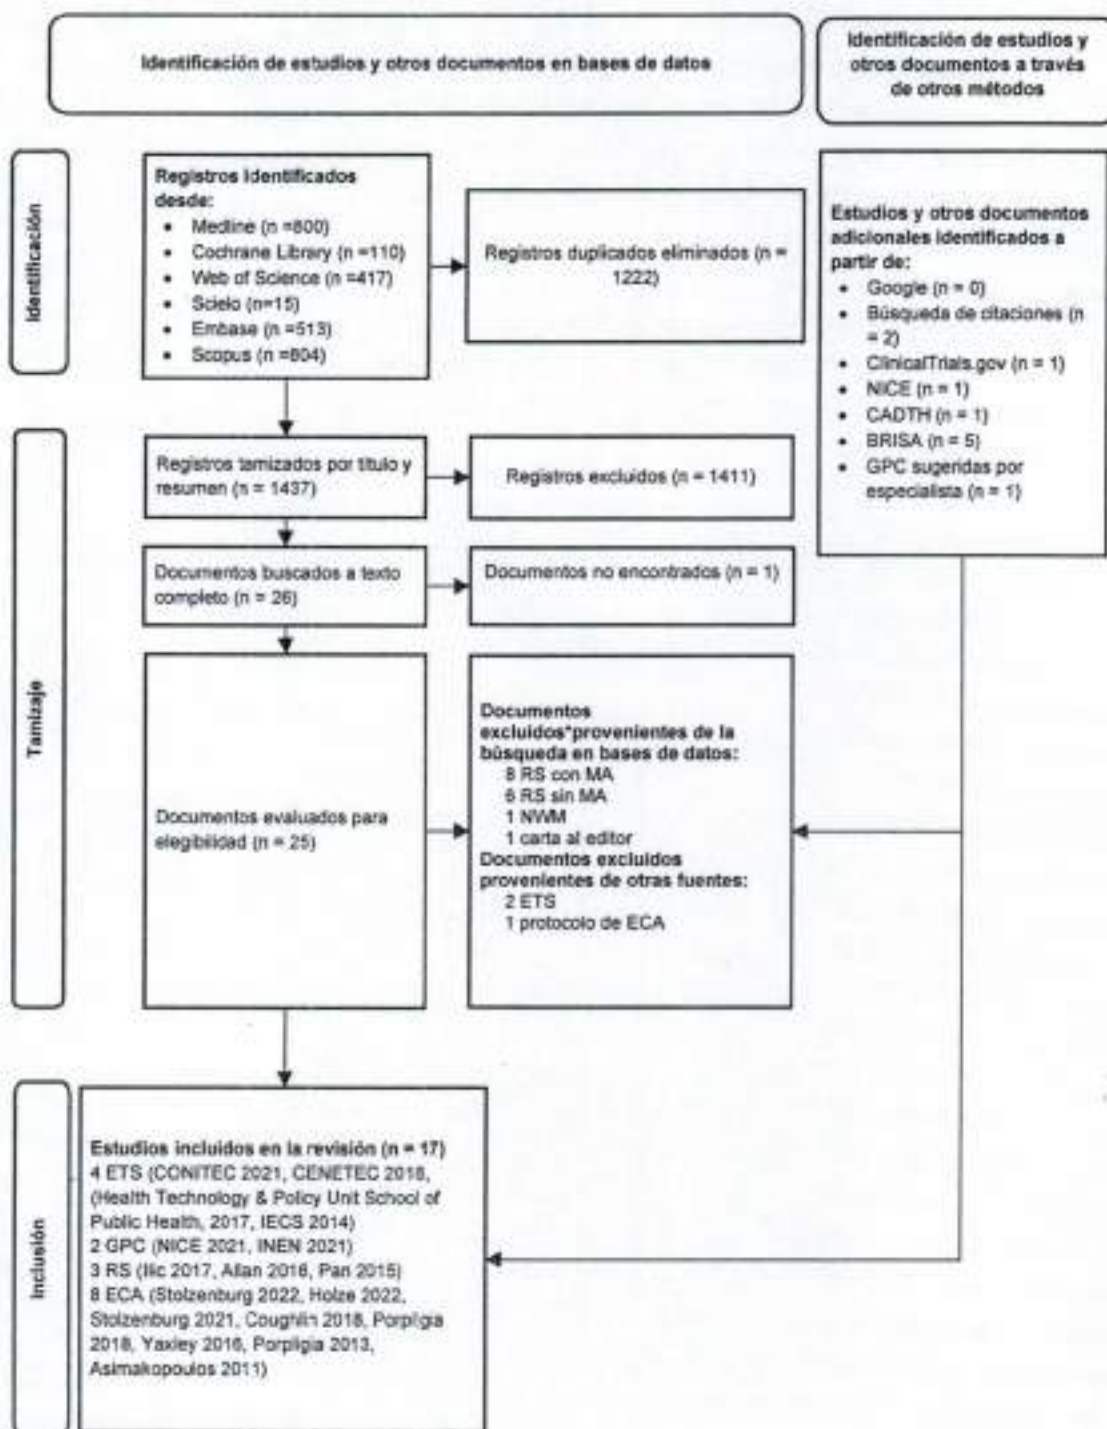 Identificación de estudios y otros documentos en bases de datos
Identificación de estudios y
otros documentos a través
de otros métodos
Identificación
Registros identificados
desde:
• Medline (n =800)
• Cochrane Library (n =110)
• Web of Science (n =417)
• Scielo (n=15)
• Embase (n =513)
• Scopus (n =804)
Registros duplicados eliminados (n =
1222)
Estudios y otros documentos
adicionales identificados a
partir de:
• Google (n = 0)
• Búsqueda de citaciones (n
= 2)
• ClinicalTrials.gov (n = 1)
• NICE (n = 1)
• CADTH (n = 1)
• BRISA (n = 5)
• GPC sugeridas por
especialista (n = 1)
Tamizaje
Registros tamizados por título y
resumen (n = 1437)
Registros excluidos (n = 1411)
Documentos buscados a texto
completo (n = 26)
Documentos no encontrados (n = 1)
Documentos evaluados para
elegibilidad (n = 25)
Documentos
excluidos*provenientes de la
búsqueda en bases de datos:
8 RS con MA
6 RS sin MA
1 NWM
1 carta al editor
Documentos excluidos
provenientes de otras fuentes:
2 ETS
1 protocolo de ECA
Inclusión
Estudios incluidos en la revisión (n = 17)
4 ETS (CONITEC 2021, CENETEC 2018,
(Health Technology & Policy Unit School of
Public Health, 2017, IECS 2014)
2 GPC (NICE 2021, INEN 2021)
3 RS (Ilic 2017, Allan 2016, Pan 2015)
8 ECA (Stolzenburg 2022, Holze 2022,
Stolzenburg 2021, Coughlin 2018, Porpligia
2018, Yaxley 2016, Porpligia 2013,
Asimakopoulos 2011)